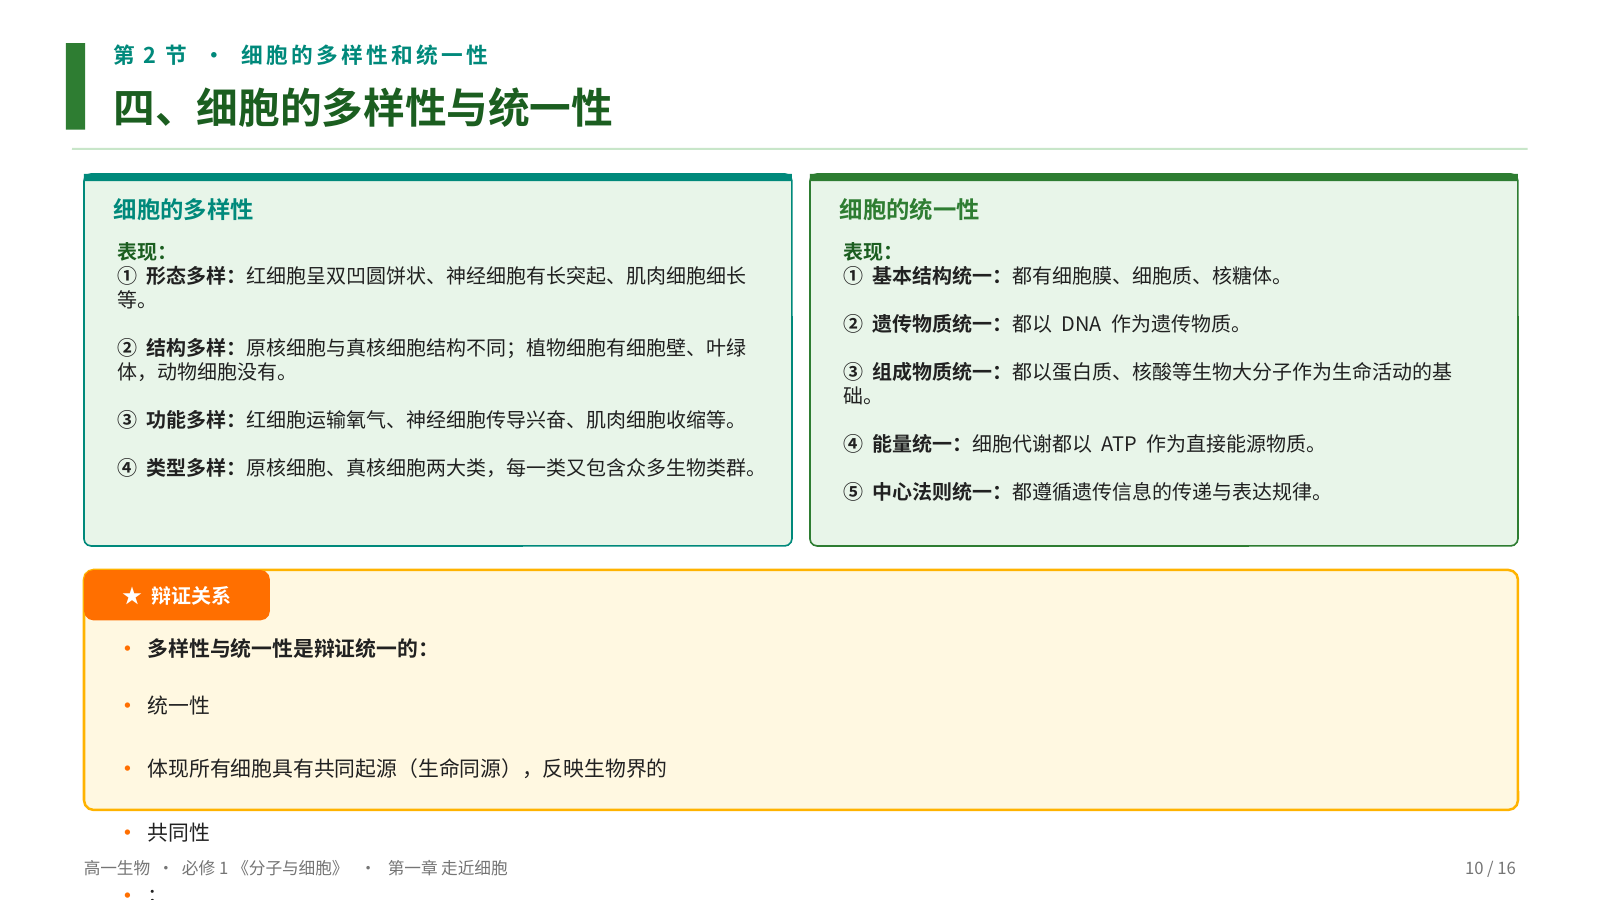 第 2 节 · 细胞的多样性和统一性
四、细胞的多样性与统一性
细胞的多样性
表现：
① 形态多样：红细胞呈双凹圆饼状、神经细胞有长突起、肌肉细胞细长
等。
② 结构多样：原核细胞与真核细胞结构不同；植物细胞有细胞壁、叶绿
体，动物细胞没有。
③ 功能多样：红细胞运输氧气、神经细胞传导兴奋、肌肉细胞收缩等。
④ 类型多样：原核细胞、真核细胞两大类，每一类又包含众多生物类群。
细胞的统一性
表现：
① 基本结构统一：都有细胞膜、细胞质、核糖体。
② 遗传物质统一：都以 DNA 作为遗传物质。
③ 组成物质统一：都以蛋白质、核酸等生物大分子作为生命活动的基
础。
④ 能量统一：细胞代谢都以 ATP 作为直接能源物质。
⑤ 中心法则统一：都遵循遗传信息的传递与表达规律。
★ 辩证关系
• 多样性与统一性是辩证统一的：
• 统一性
• 体现所有细胞具有共同起源（生命同源），反映生物界的
• 共同性
高一生物 · 必修 1《分子与细胞》 · 第一章 走近细胞
10 / 16
• ：